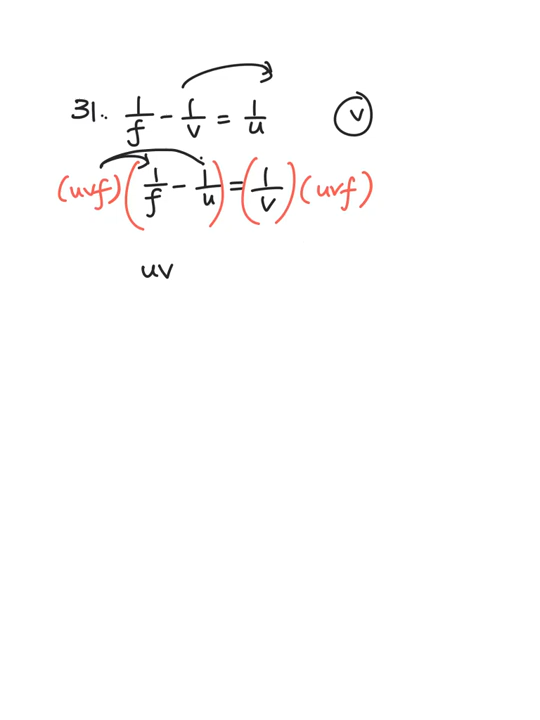 31. 1/f - 1/v = 1/u v
(uvf) (1/f - 1/u) = (1/v) (uvf)
uv